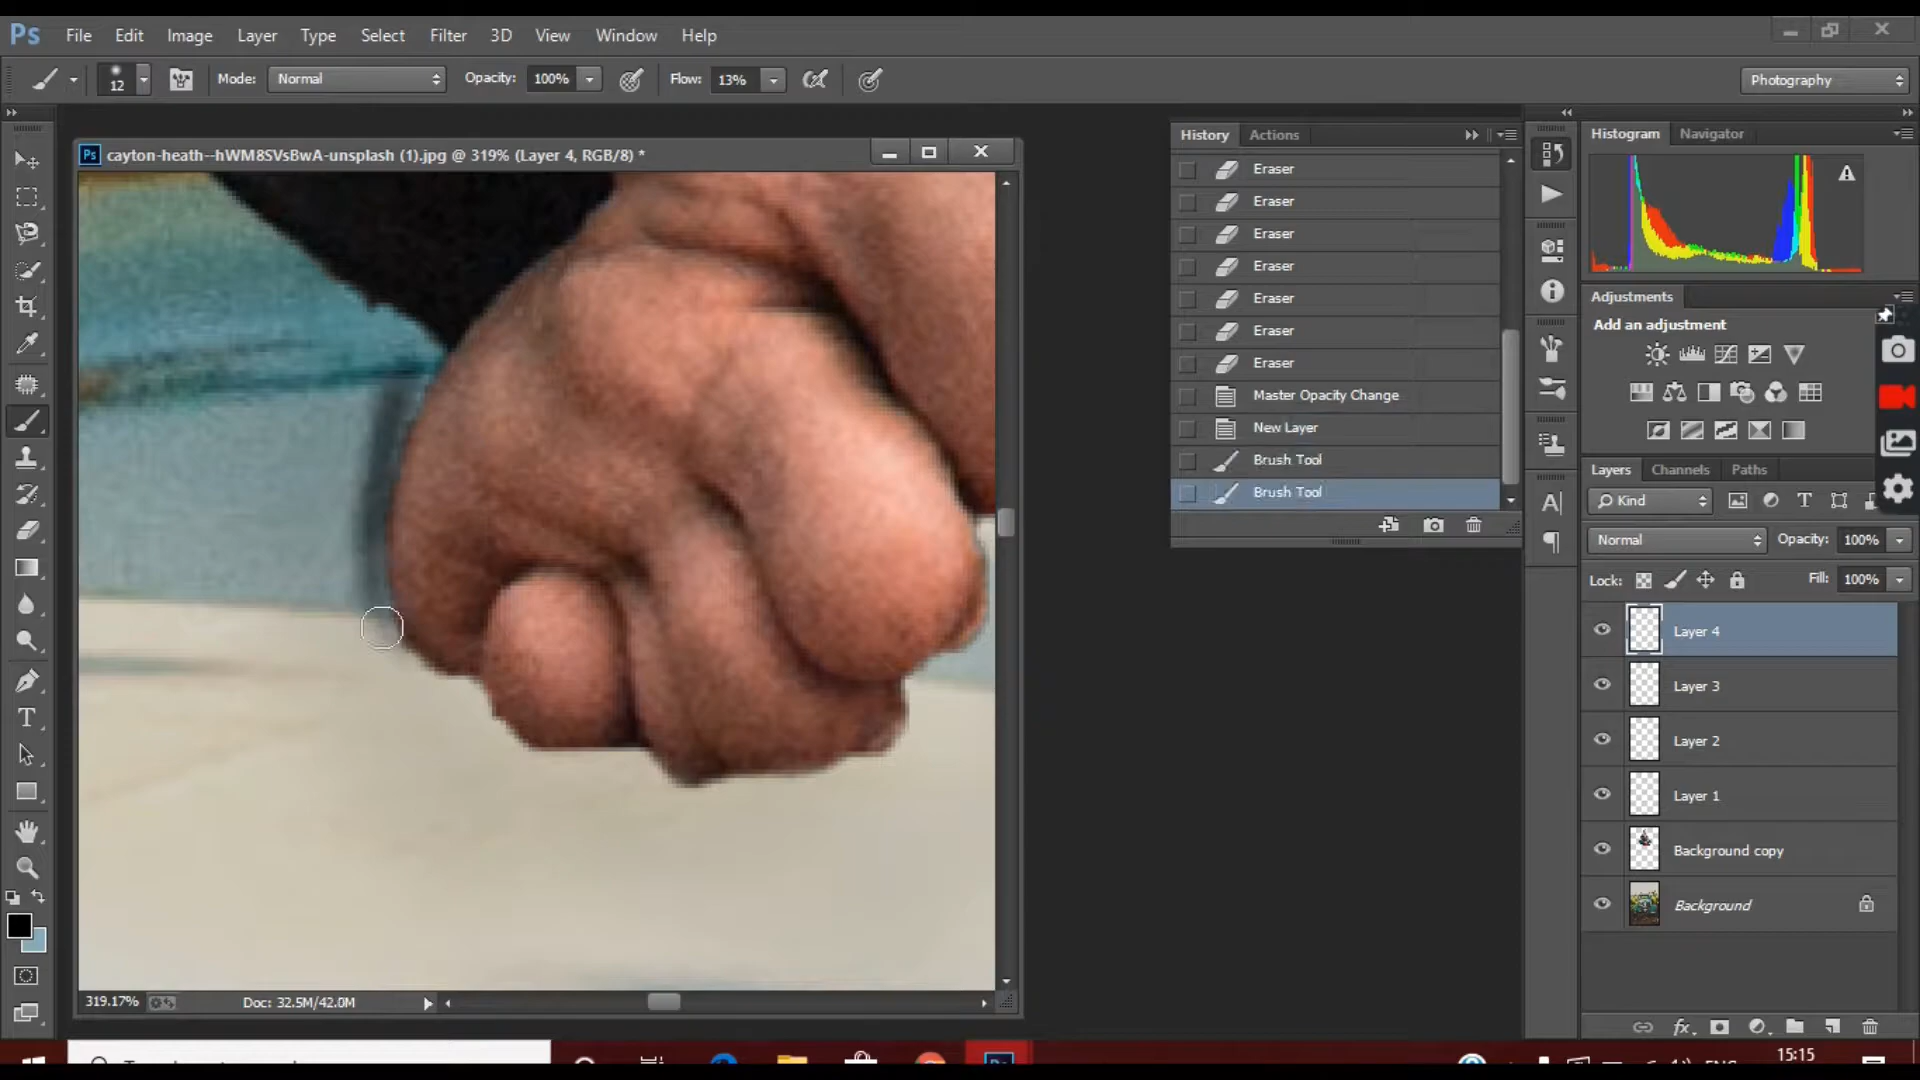 Ps File Edit Image Layer Type Select Filter 3D View Window Help
12 Mode: Normal Opacity: 100% Flow: 13% Photography
Ps cayton-heath--hWM8SVsBwA-unsplash (1).jpg @ 319% (Layer 4, RGB/8) *
History Actions
Eraser
Eraser
Eraser
Eraser
Eraser
Eraser
Eraser
Master Opacity Change
New Layer
Brush Tool
Brush Tool
Histogram Navigator
Adjustments
Add an adjustment
Layers Channels Paths
Kind
Normal Opacity: 100%
Lock: Fill: 100%
Layer 4
Layer 3
Layer 2
Layer 1
Background copy
Background
319.17% Doc: 32.5M/42.0M
15:15